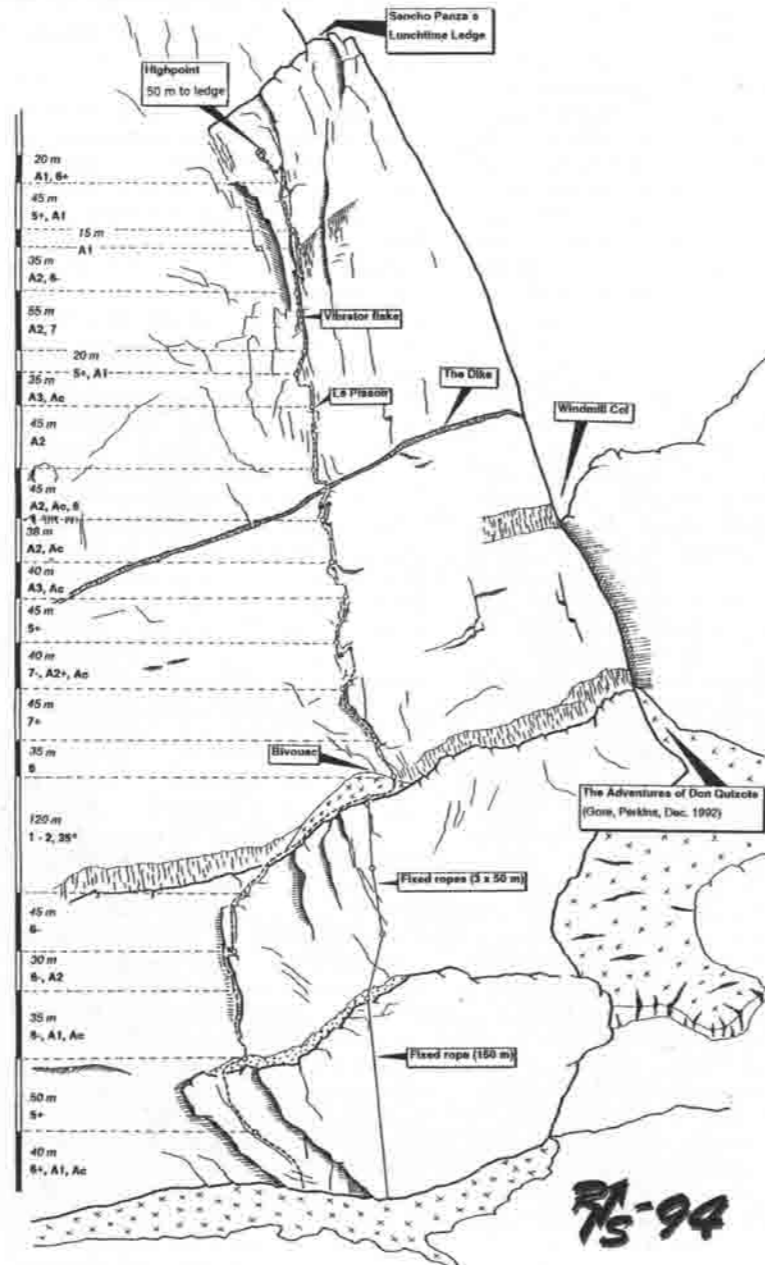 Sancho Panza s
Lunchtime Ledge
Highpoint
50 m to ledge
20 m
A1, 6+
45 m
5+, A1
15 m
A1
35 m
A2, 6-
55 m
A2, 7
Vibrator flake
20 m
5+, A1
35 m
A3, Ac
Le Pissoir
The Dike
Windmill Col
45 m
A2
45 m
A2, Ac, 6
38 m
A2, Ac
40 m
A3, Ac
45 m
5+
40 m
7-, A2+, Ac
45 m
7+
Bivouac
35 m
6
The Adventures of Don Quixote
(Gore, Perkins, Dec. 1992)
120 m
1 - 2, 35°
Fixed ropes (3 x 50 m)
45 m
6-
30 m
6-, A2
35 m
6-, A1, Ac
Fixed rope (150 m)
50 m
5+
40 m
6+, A1, Ac
-94